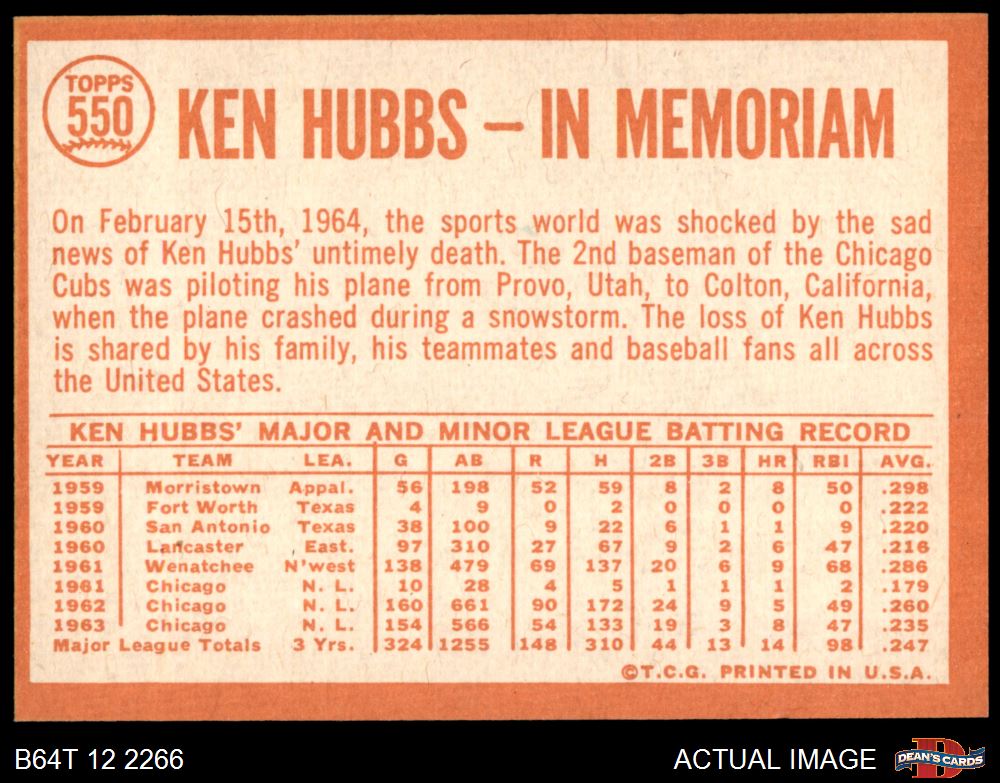 TOPPS
550
KEN HUBBS – IN MEMORIAM
On February 15th, 1964, the sports world was shocked by the sad
news of Ken Hubbs' untimely death. The 2nd baseman of the Chicago
Cubs was piloting his plane from Provo, Utah, to Colton, California,
when the plane crashed during a snowstorm. The loss of Ken Hubbs
is shared by his family, his teammates and baseball fans all across
the United States.
KEN HUBBS' MAJOR AND MINOR LEAGUE BATTING RECORD
YEAR TEAM LEA. G AB R H 2B 3B HR RBI AVG.
1959 Morristown Appal. 56 198 52 59 8 2 8 50 .298
1959 Fort Worth Texas 4 9 0 2 0 0 0 0 .222
1960 San Antonio Texas 38 100 9 22 6 1 1 9 .220
1960 Lancaster East. 97 310 27 67 9 2 6 47 .216
1961 Wenatchee N'west 138 479 69 137 20 6 9 68 .286
1961 Chicago N. L. 10 28 4 5 1 1 1 2 .179
1962 Chicago N. L. 160 661 90 172 24 9 5 49 .260
1963 Chicago N. L. 154 566 54 133 19 3 8 47 .235
Major League Totals 3 Yrs. 324 1255 148 310 44 13 14 98 .247
©T.C.G. PRINTED IN U.S.A.
B64T 12 2266
ACTUAL IMAGE
D
DEAN'S CARDS